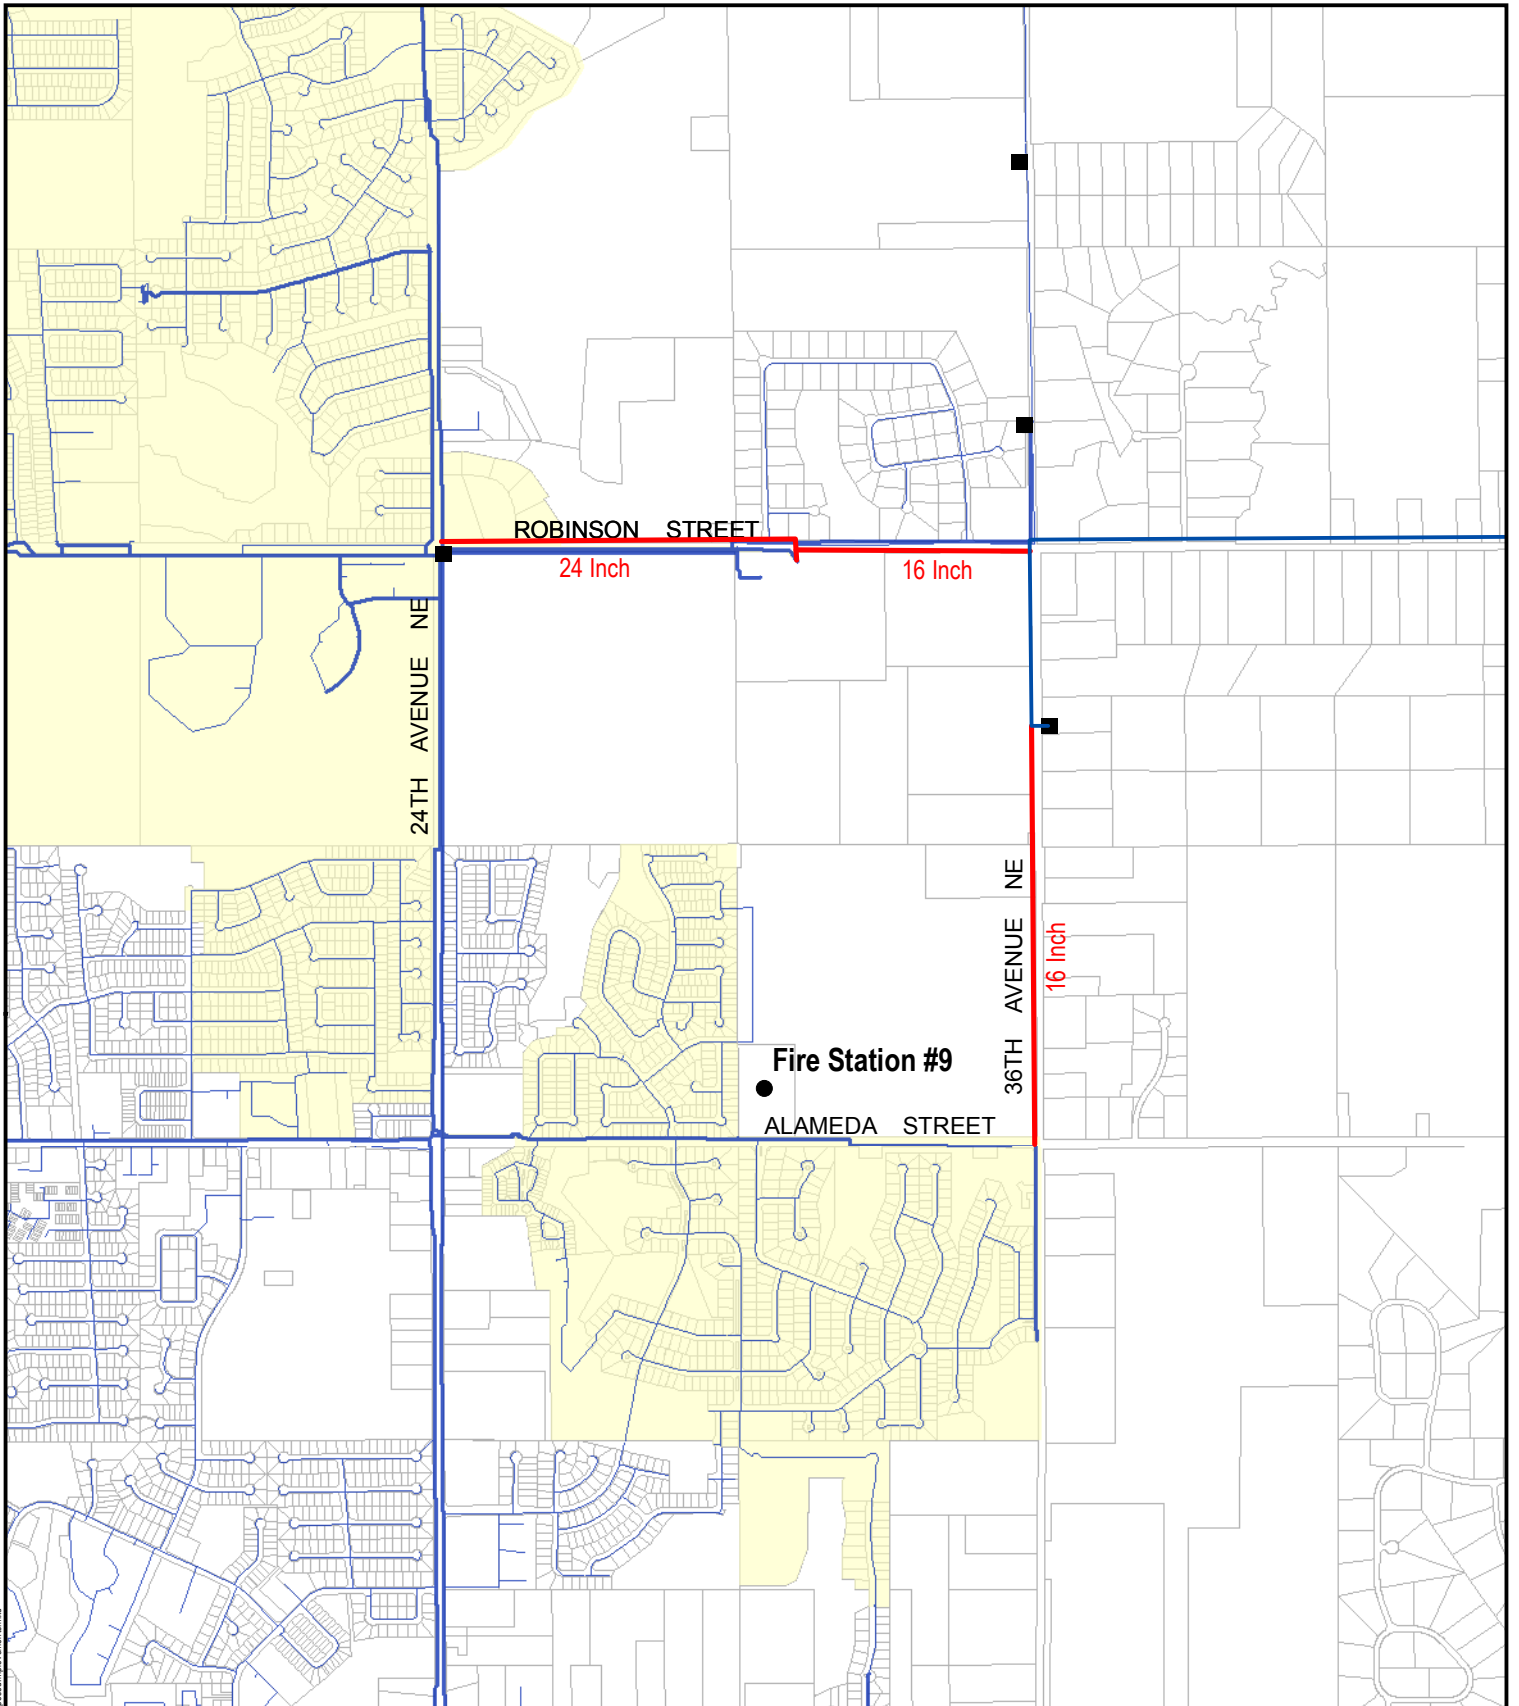 ROBINSON STREET
24 Inch
16 Inch
24TH AVENUE NE
36TH AVENUE NE
16 Inch
Fire Station #9
ALAMEDA STREET